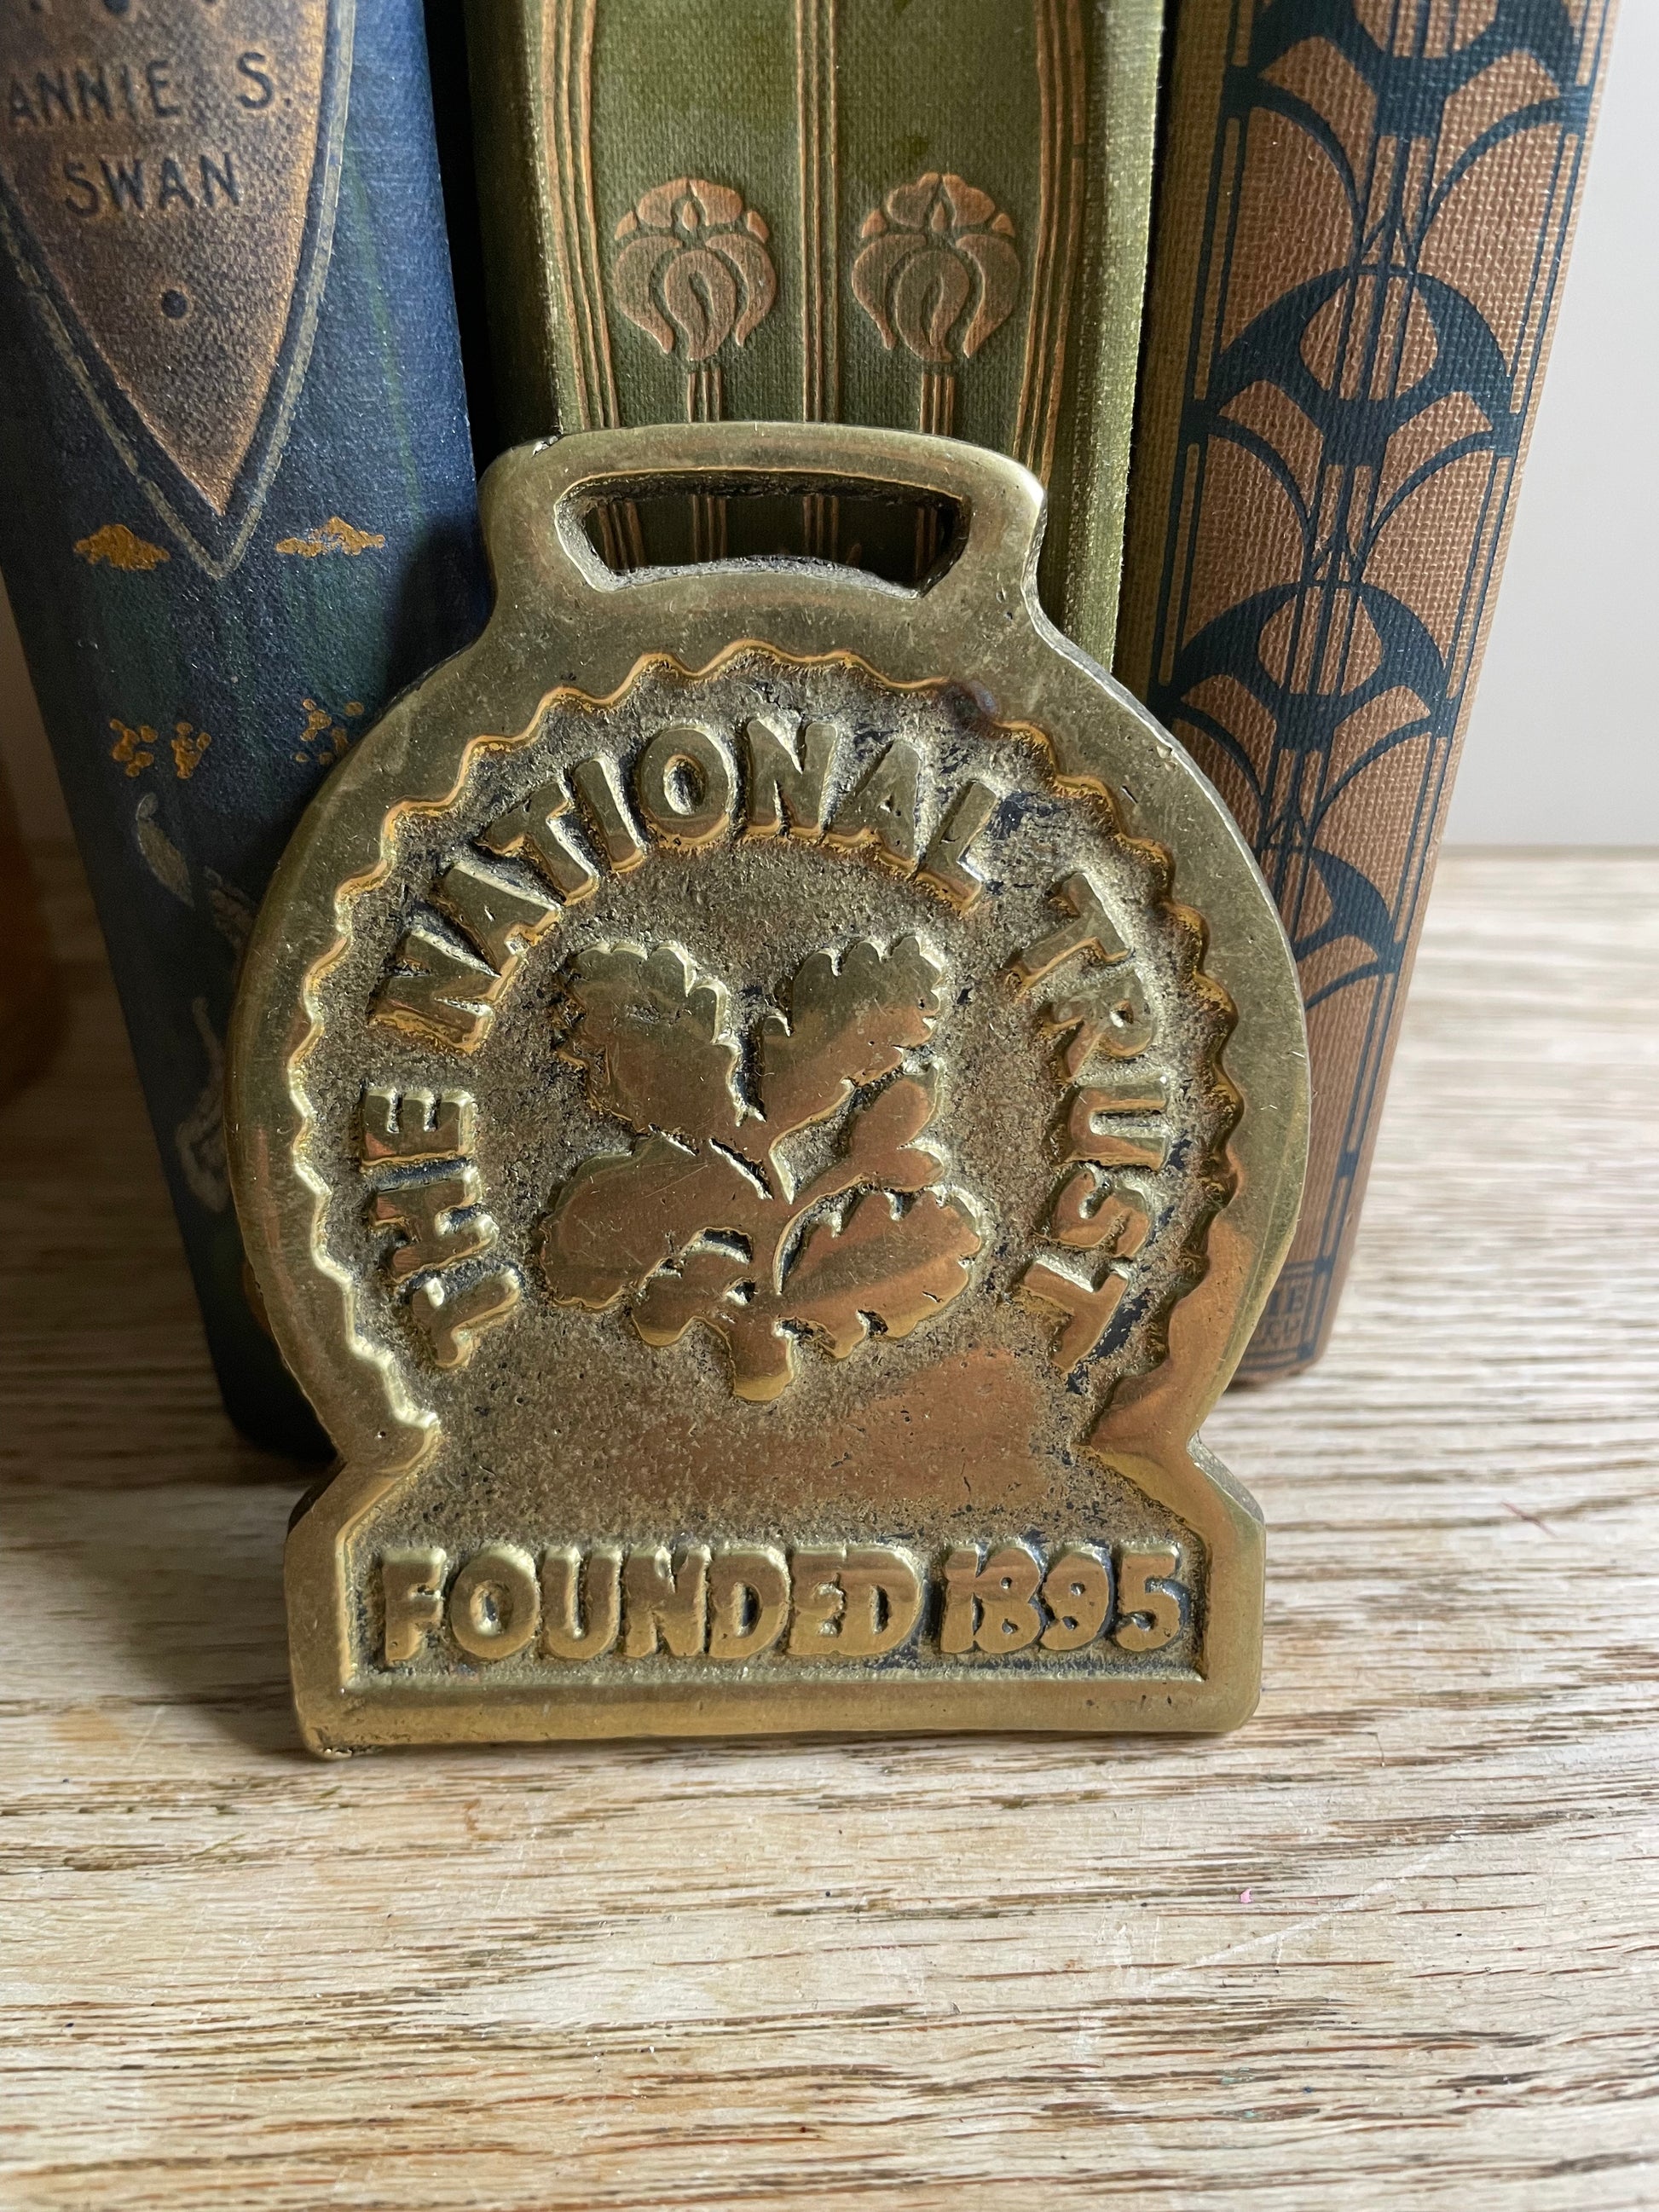 ANNIE S.
SWAN
THE NATIONAL TRUST
FOUNDED 1895